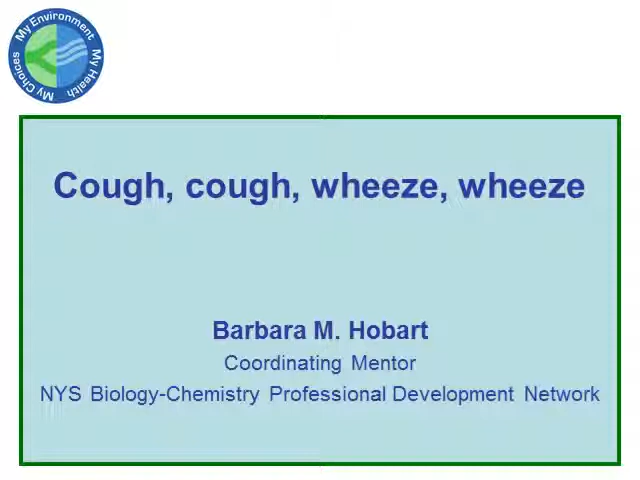 My Environment
My Health
My Choices
Cough, cough, wheeze, wheeze
Barbara M. Hobart
Coordinating Mentor
NYS Biology-Chemistry Professional Development Network